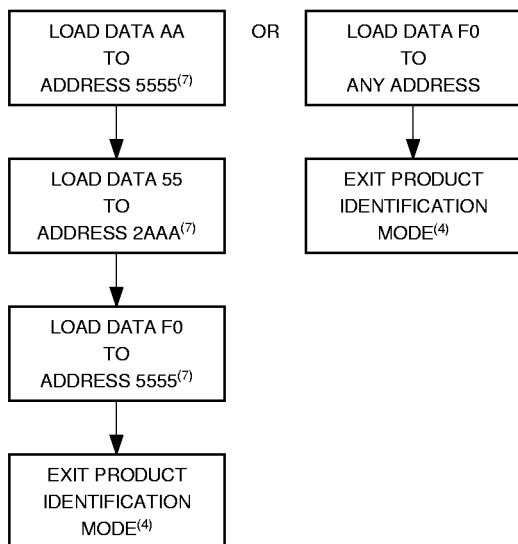 LOAD DATA AA
TO
ADDRESS 5555(7)
LOAD DATA 55
TO
ADDRESS 2AAA(7)
LOAD DATA F0
TO
ADDRESS 5555(7)
EXIT PRODUCT
IDENTIFICATION
MODE(4)
OR
LOAD DATA F0
TO
ANY ADDRESS
EXIT PRODUCT
IDENTIFICATION
MODE(4)